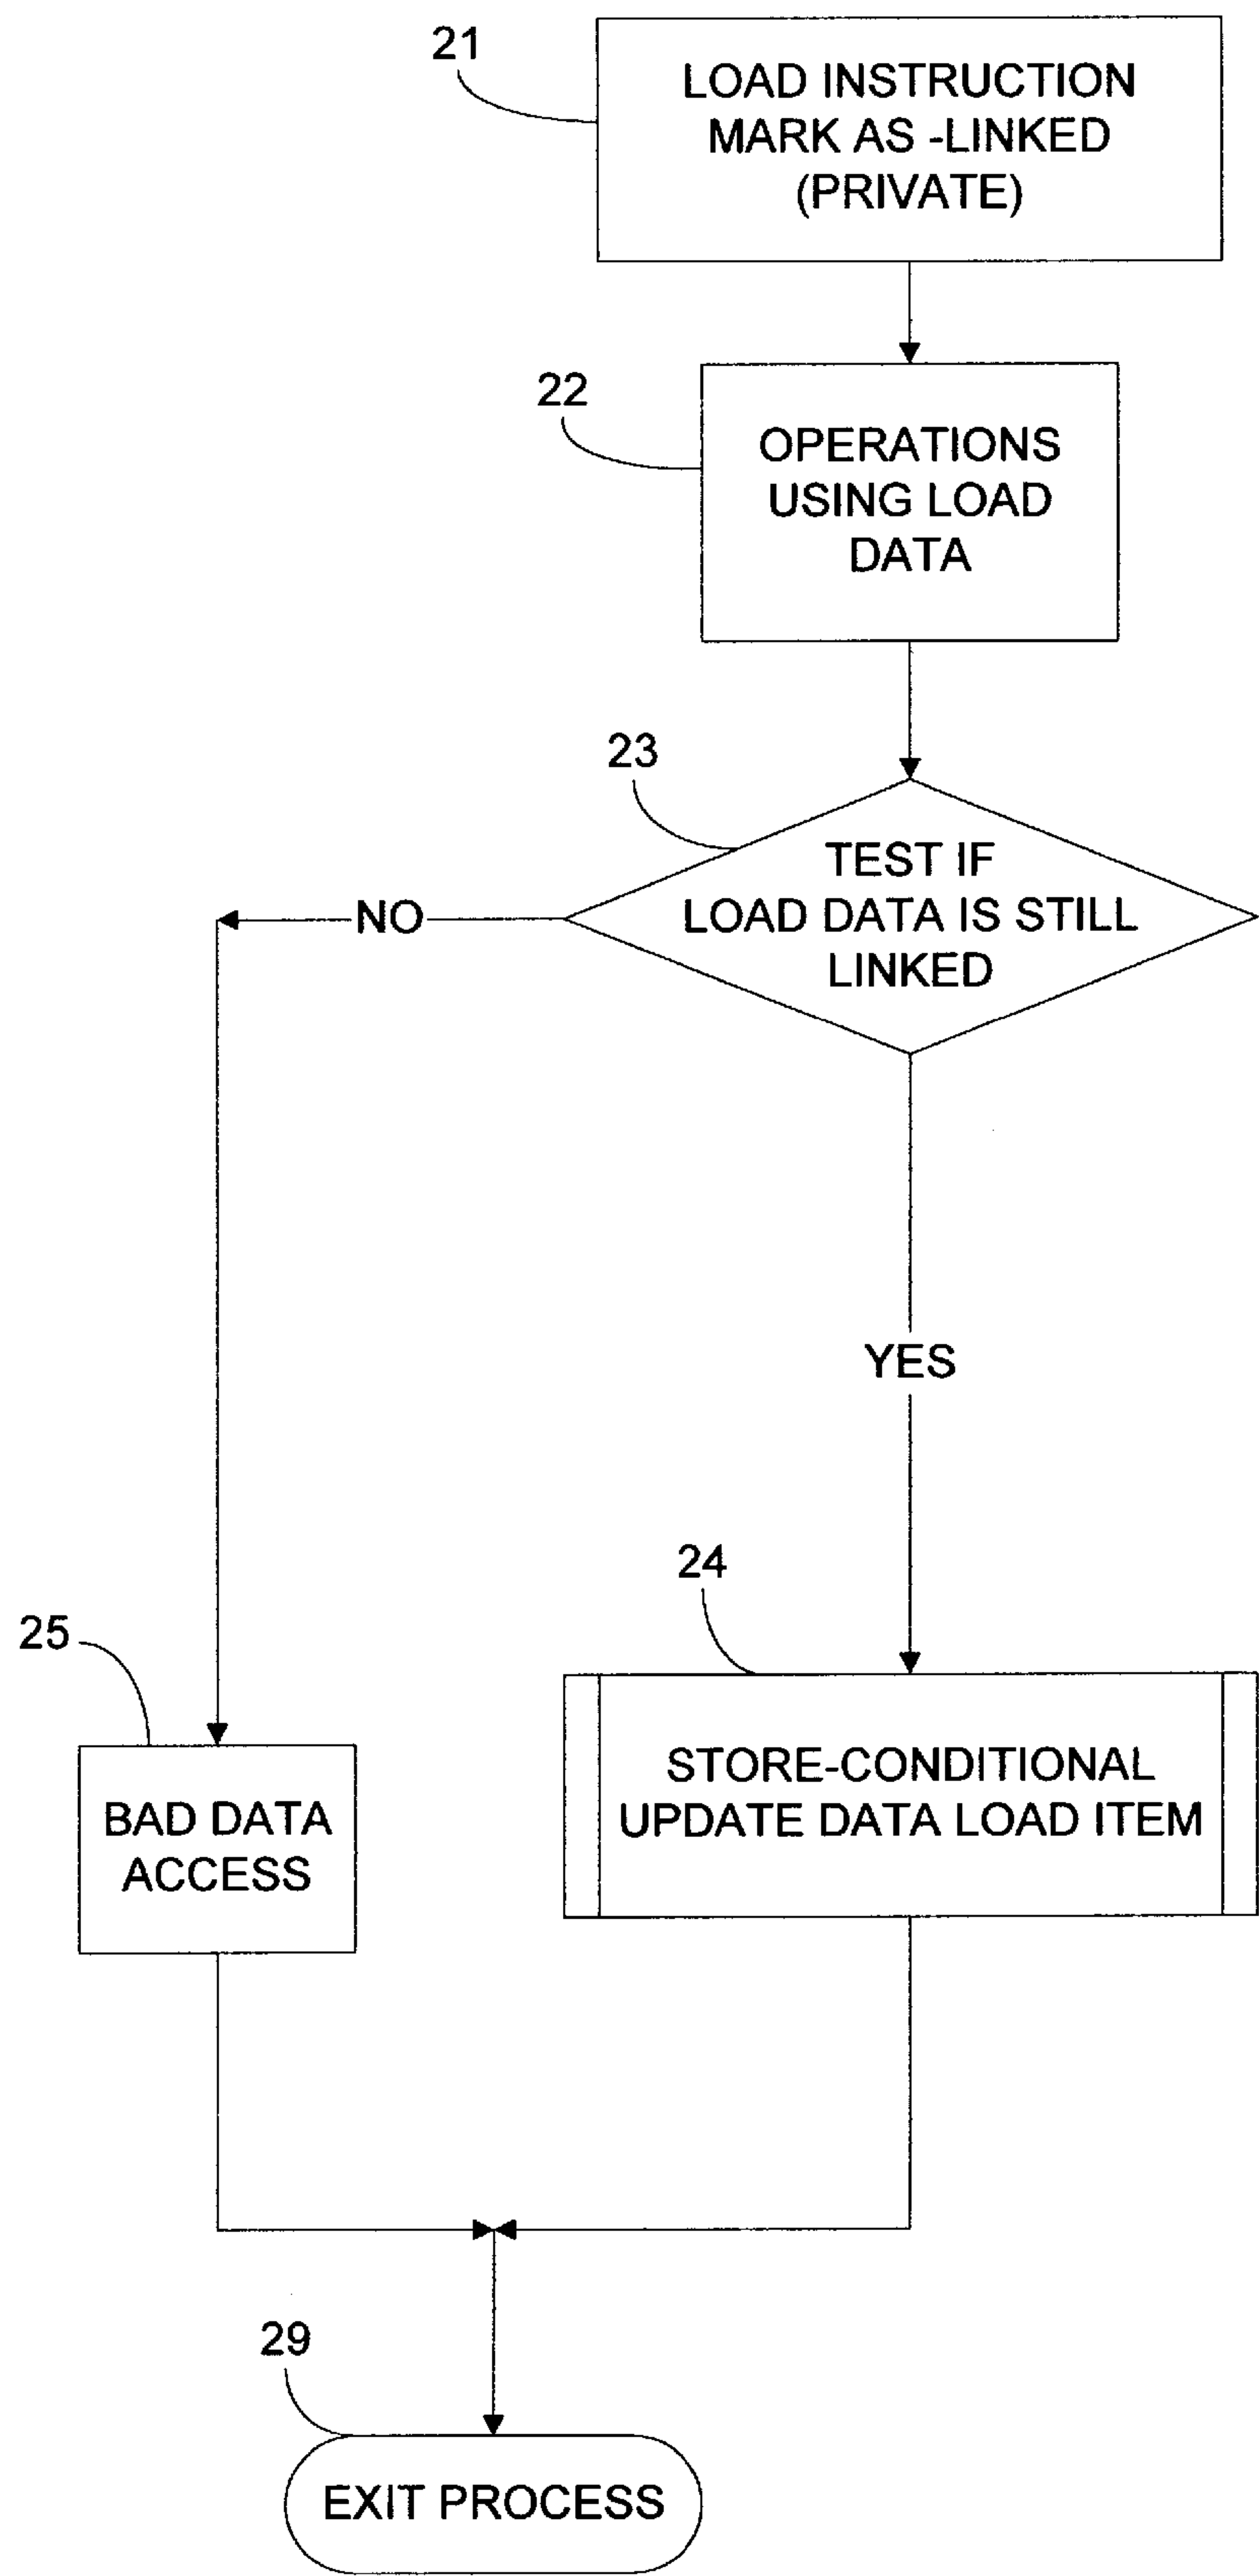 21
LOAD INSTRUCTION
MARK AS -LINKED
(PRIVATE)
22
OPERATIONS
USING LOAD
DATA
23
TEST IF
LOAD DATA IS STILL
LINKED
NO
YES
24
STORE-CONDITIONAL
UPDATE DATA LOAD ITEM
25
BAD DATA
ACCESS
29
EXIT PROCESS